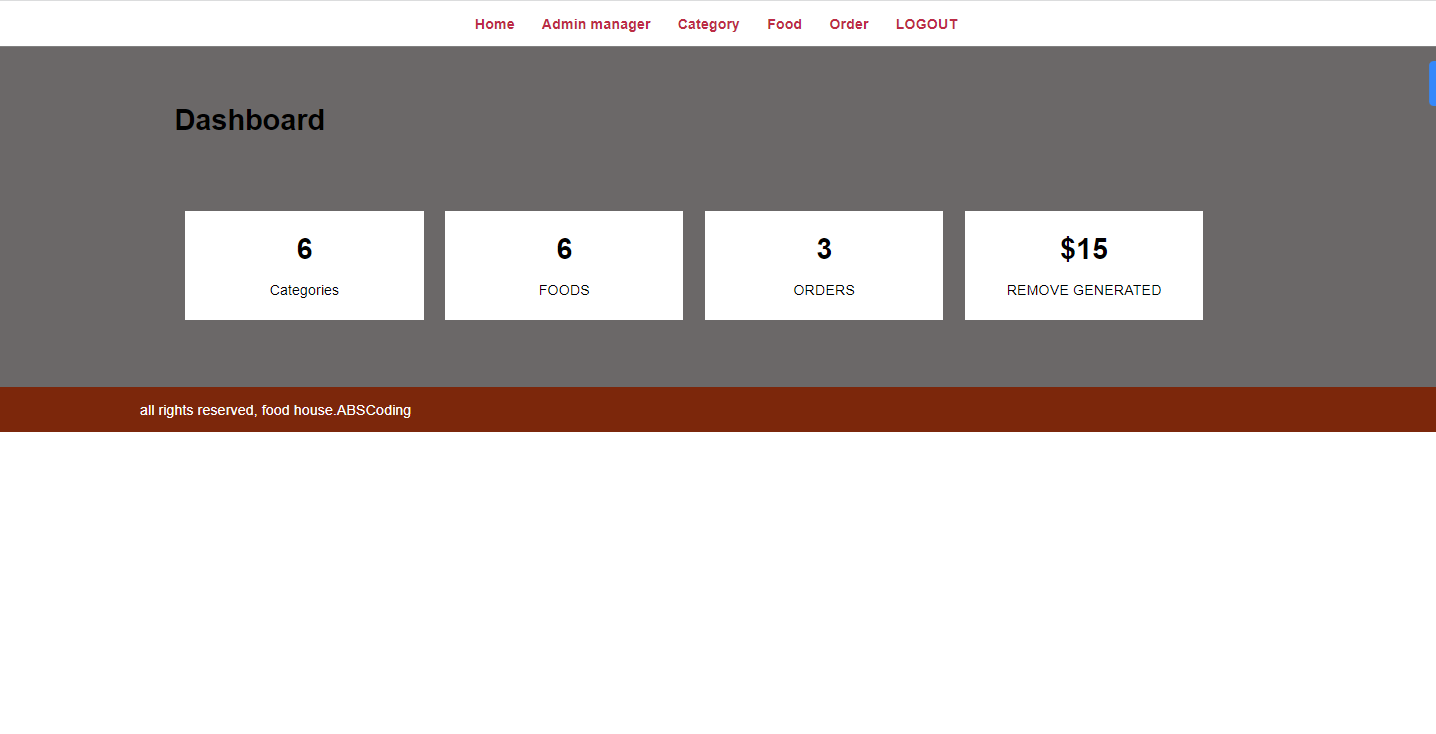 Home Admin manager Category Food Order LOGOUT
Dashboard
6 6 3 $15
Categories FOODS ORDERS REMOVE GENERATED
all rights reserved, food house.ABSCoding